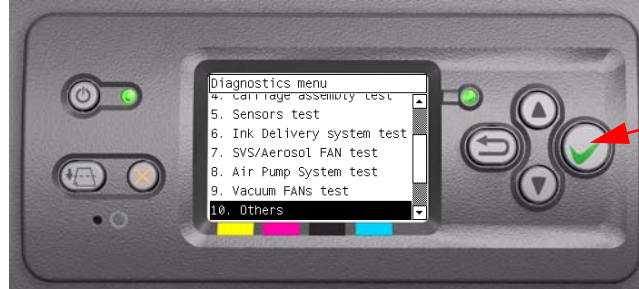 Diagnostics menu
4. Carriage assembly test
5. Sensors test
6. Ink Delivery system test
7. SVS/Aerosol FAN test
8. Air Pump System test
9. Vacuum FANs test
10. Others